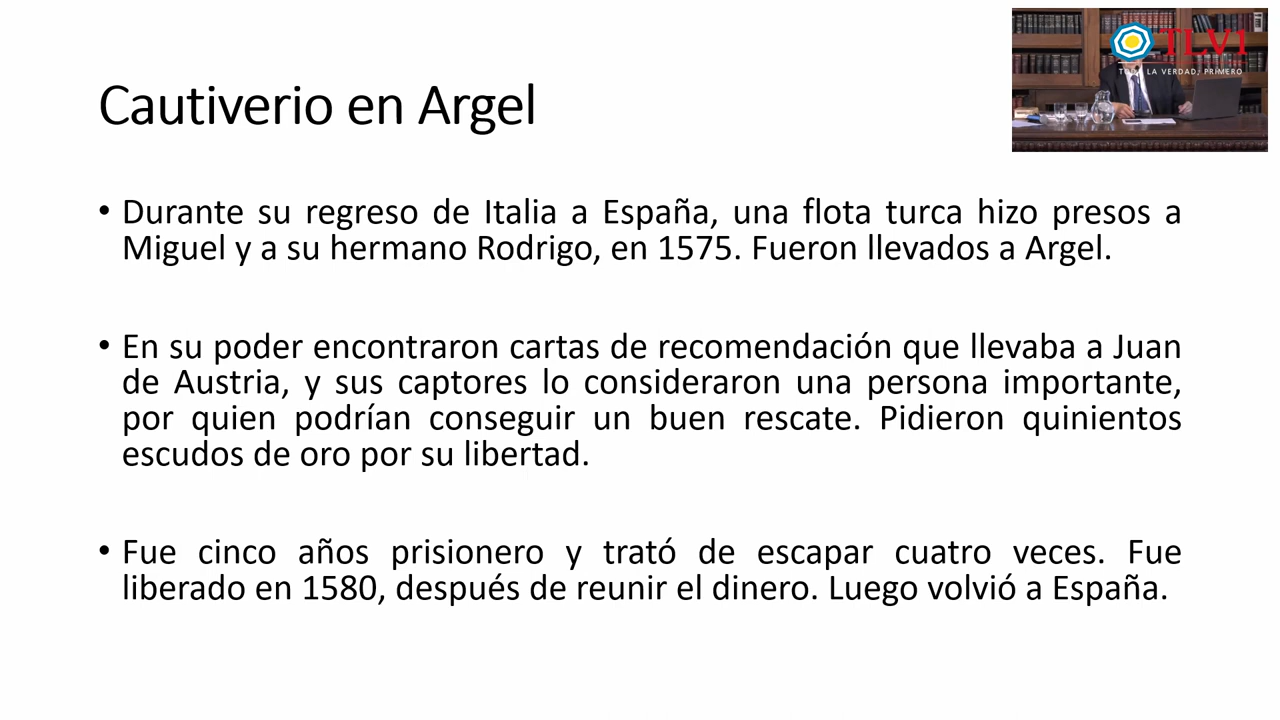 TLV1
TODA LA VERDAD, PRIMERO
Cautiverio en Argel
• Durante su regreso de Italia a España, una flota turca hizo presos a
Miguel y a su hermano Rodrigo, en 1575. Fueron llevados a Argel.
• En su poder encontraron cartas de recomendación que llevaba a Juan
de Austria, y sus captores lo consideraron una persona importante,
por quien podrían conseguir un buen rescate. Pidieron quinientos
escudos de oro por su libertad.
• Fue cinco años prisionero y trató de escapar cuatro veces. Fue
liberado en 1580, después de reunir el dinero. Luego volvió a España.